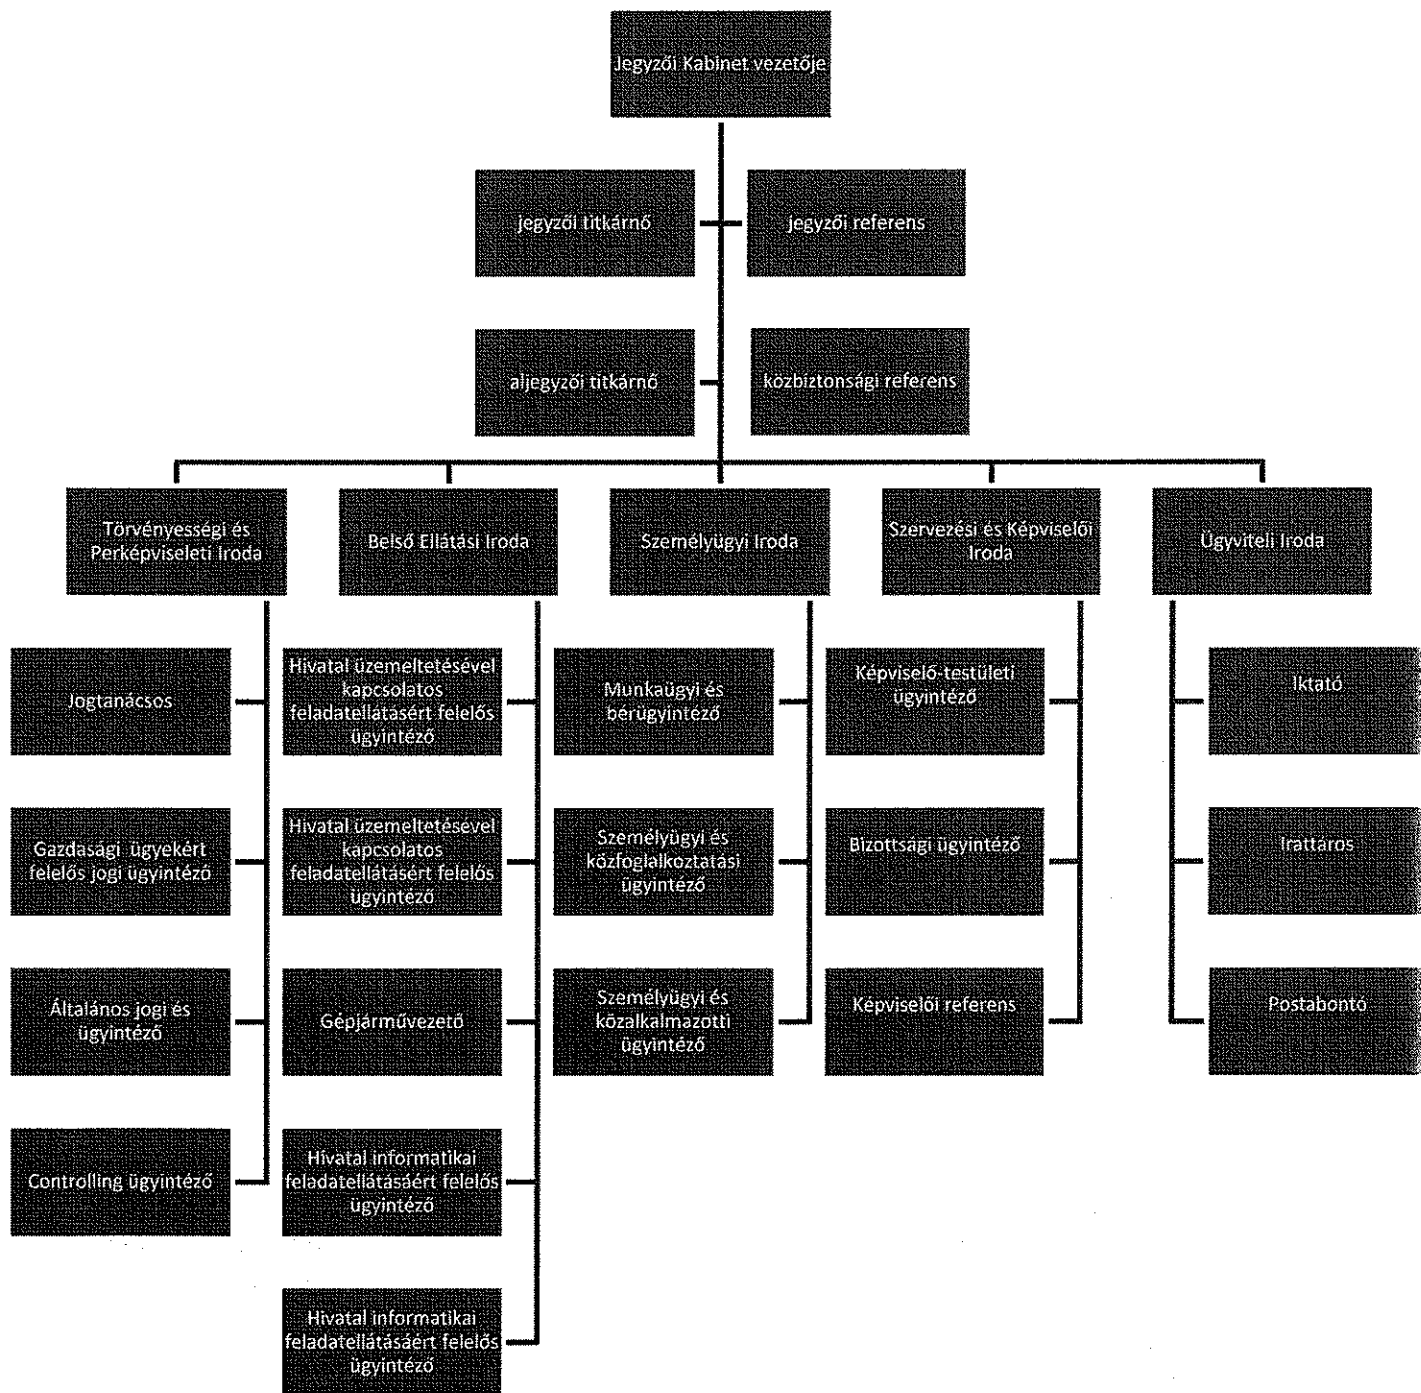 Jegyzői Kabinet vezetője
jegyzői titkárnő
jegyzői referens
aljegyzői titkárnő
közbiztonsági referens
Törvényességi és
Perképviseleti Iroda
Belső Ellátási Iroda
Személyügyi Iroda
Szervezési és Képviselői
Iroda
Ügyviteli Iroda
Jogtanácsos
Hivatal üzemeltetésével
kapcsolatos
feladatellátásért felelős
ügyintéző
Munkaügyi és
bérügyintéző
Képviselő-testületi
ügyintéző
Iktató
Gazdasági ügyekért
felelős jogi ügyintéző
Hivatal üzemeltetésével
kapcsolatos
feladatellátásért felelős
ügyintéző
Személyügyi és
közfoglalkoztatási
ügyintéző
Bizottsági ügyintéző
Irattáros
Általános jogi és
ügyintéző
Gépjárművezető
Személyügyi és
közalkalmazotti
ügyintéző
Képviselői referens
Postabontó
Controlling ügyintéző
Hivatal informatikai
feladatellátásáért felelős
ügyintéző
Hivatal informatikai
feladatellátásáért felelős
ügyintéző